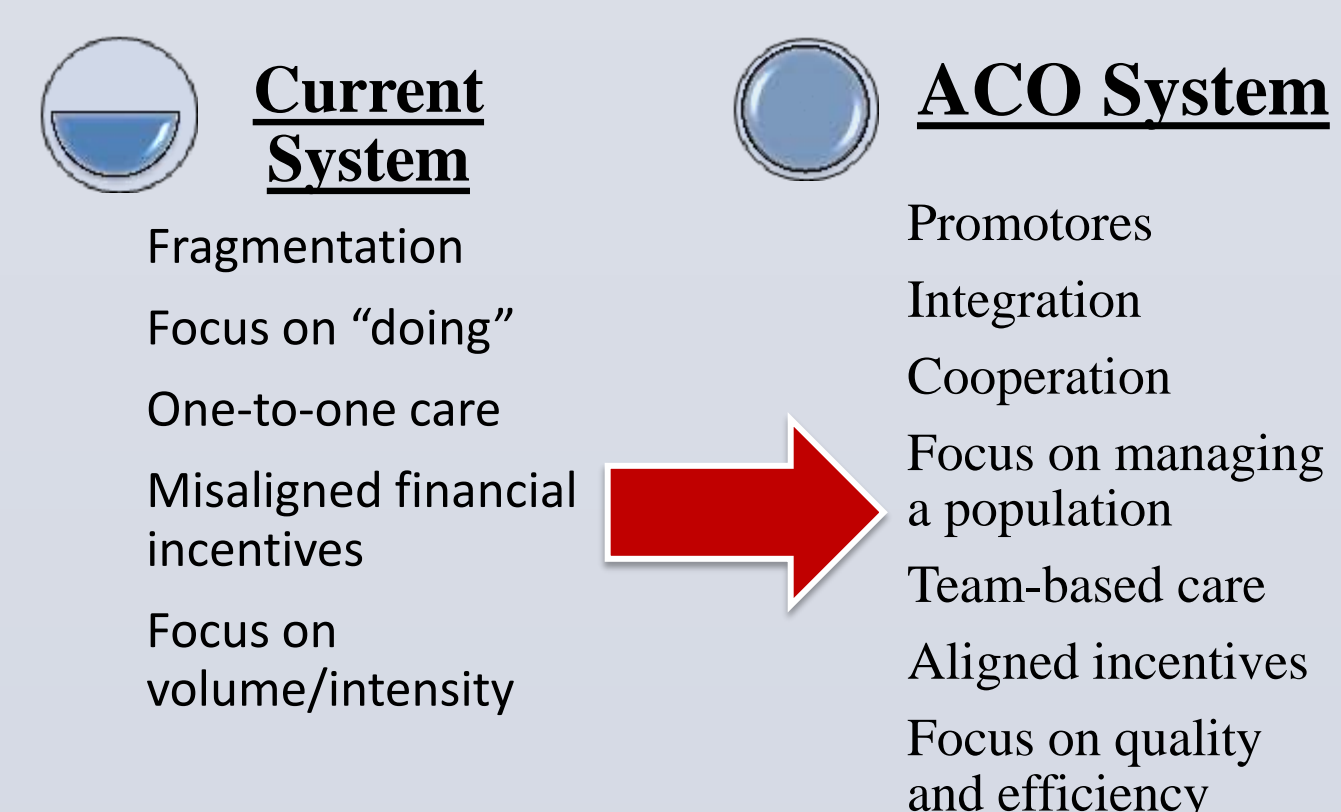 Current
System
Fragmentation
Focus on “doing”
One-to-one care
Misaligned financial
incentives
Focus on
volume/intensity
ACO System
Promotores
Integration
Cooperation
Focus on managing
a population
Team-based care
Aligned incentives
Focus on quality
and efficiency